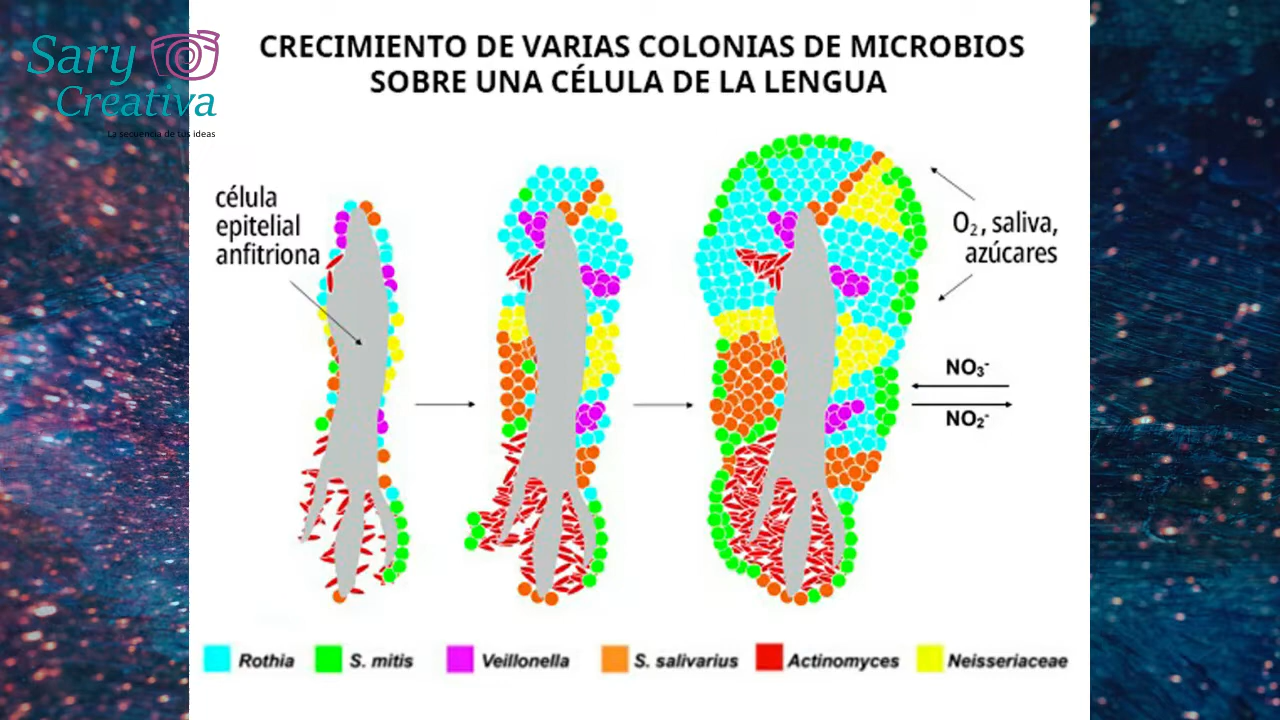 Sary
Creativa
La secuencia de tus ideas
CRECIMIENTO DE VARIAS COLONIAS DE MICROBIOS
SOBRE UNA CÉLULA DE LA LENGUA
célula
epitelial
anfitriona
O₂, saliva,
azúcares
NO₃⁻
NO₂⁻
Rothia
S. mitis
Veillonella
S. salivarius
Actinomyces
Neisseriaceae